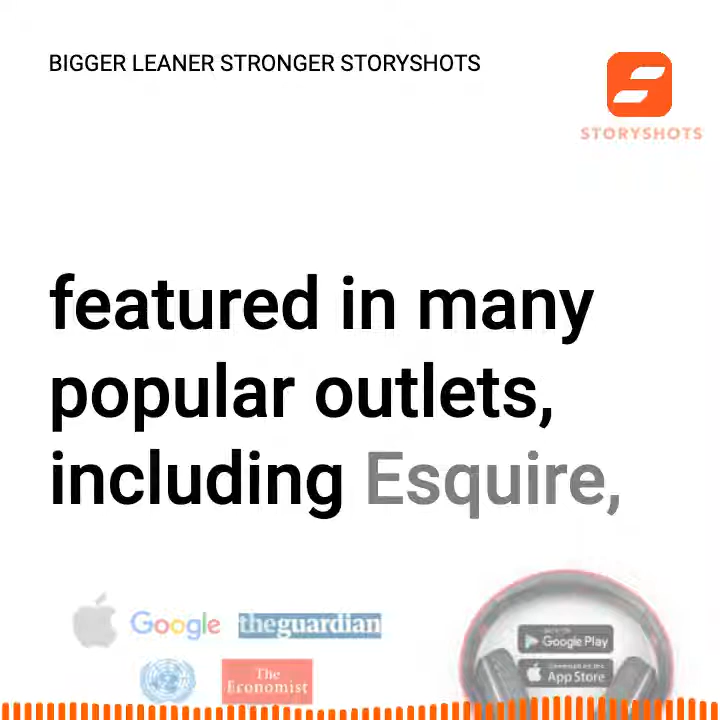 BIGGER LEANER STRONGER STORYSHOTS
STORYSHOTS
featured in many
popular outlets,
including Esquire,
Google
theguardian
The
Economist
Google Play
App Store